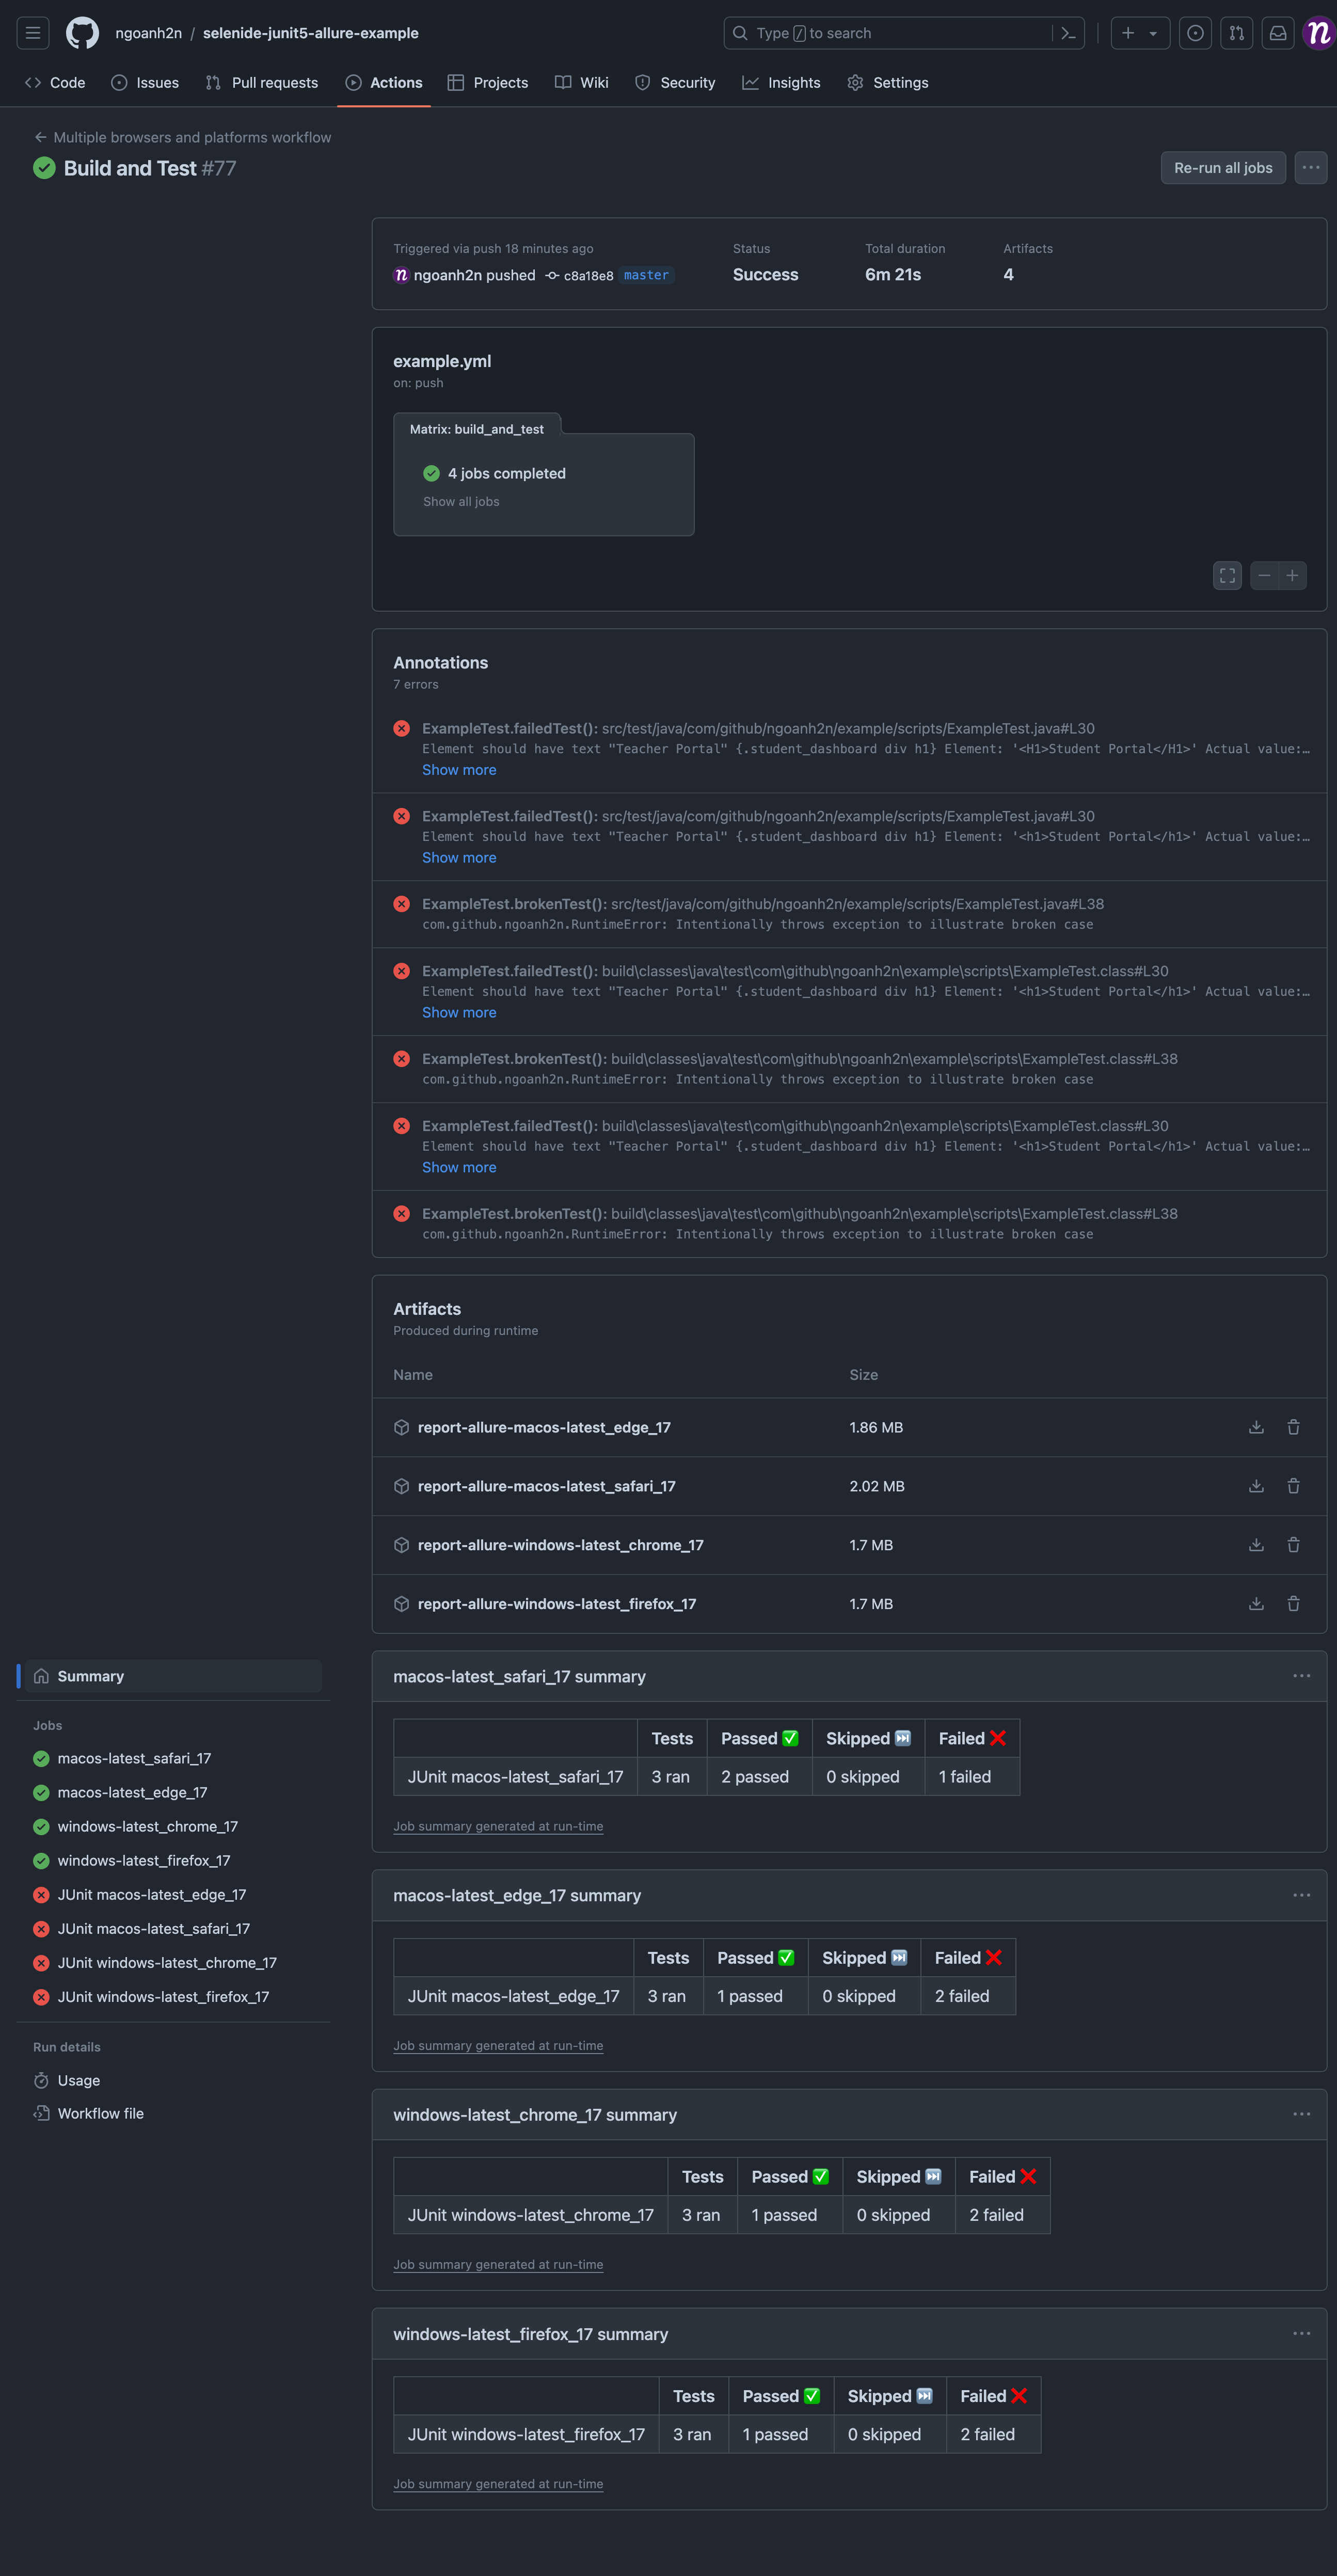 ngoanh2n / selenide-junit5-allure-example
Type / to search
Code Issues Pull requests Actions Projects Wiki Security Insights Settings
Multiple browsers and platforms workflow
Build and Test #77
Re-run all jobs
Triggered via push 18 minutes ago Status Total duration Artifacts
n ngoanh2n pushed c8a18e8 master Success 6m 21s 4
example.yml
on: push
Matrix: build_and_test
4 jobs completed
Show all jobs
Annotations
7 errors
ExampleTest.failedTest(): src/test/java/com/github/ngoanh2n/example/scripts/ExampleTest.java#L30
Element should have text "Teacher Portal" {.student_dashboard div h1} Element: '<H1>Student Portal</H1>' Actual value:…
Show more
ExampleTest.failedTest(): src/test/java/com/github/ngoanh2n/example/scripts/ExampleTest.java#L30
Element should have text "Teacher Portal" {.student_dashboard div h1} Element: '<h1>Student Portal</h1>' Actual value:…
Show more
ExampleTest.brokenTest(): src/test/java/com/github/ngoanh2n/example/scripts/ExampleTest.java#L38
com.github.ngoanh2n.RuntimeError: Intentionally throws exception to illustrate broken case
ExampleTest.failedTest(): build\classes\java\test\com\github\ngoanh2n\example\scripts\ExampleTest.class#L30
Element should have text "Teacher Portal" {.student_dashboard div h1} Element: '<h1>Student Portal</h1>' Actual value:…
Show more
ExampleTest.brokenTest(): build\classes\java\test\com\github\ngoanh2n\example\scripts\ExampleTest.class#L38
com.github.ngoanh2n.RuntimeError: Intentionally throws exception to illustrate broken case
ExampleTest.failedTest(): build\classes\java\test\com\github\ngoanh2n\example\scripts\ExampleTest.class#L30
Element should have text "Teacher Portal" {.student_dashboard div h1} Element: '<h1>Student Portal</h1>' Actual value:…
Show more
ExampleTest.brokenTest(): build\classes\java\test\com\github\ngoanh2n\example\scripts\ExampleTest.class#L38
com.github.ngoanh2n.RuntimeError: Intentionally throws exception to illustrate broken case
Artifacts
Produced during runtime
Name Size
report-allure-macos-latest_edge_17 1.86 MB
report-allure-macos-latest_safari_17 2.02 MB
report-allure-windows-latest_chrome_17 1.7 MB
report-allure-windows-latest_firefox_17 1.7 MB
Summary
Jobs
macos-latest_safari_17
macos-latest_edge_17
windows-latest_chrome_17
windows-latest_firefox_17
JUnit macos-latest_edge_17
JUnit macos-latest_safari_17
JUnit windows-latest_chrome_17
JUnit windows-latest_firefox_17
Run details
Usage
Workflow file
macos-latest_safari_17 summary
Tests Passed ✅ Skipped ⏭️ Failed ❌
JUnit macos-latest_safari_17 3 ran 2 passed 0 skipped 1 failed
Job summary generated at run-time
macos-latest_edge_17 summary
Tests Passed ✅ Skipped ⏭️ Failed ❌
JUnit macos-latest_edge_17 3 ran 1 passed 0 skipped 2 failed
Job summary generated at run-time
windows-latest_chrome_17 summary
Tests Passed ✅ Skipped ⏭️ Failed ❌
JUnit windows-latest_chrome_17 3 ran 1 passed 0 skipped 2 failed
Job summary generated at run-time
windows-latest_firefox_17 summary
Tests Passed ✅ Skipped ⏭️ Failed ❌
JUnit windows-latest_firefox_17 3 ran 1 passed 0 skipped 2 failed
Job summary generated at run-time